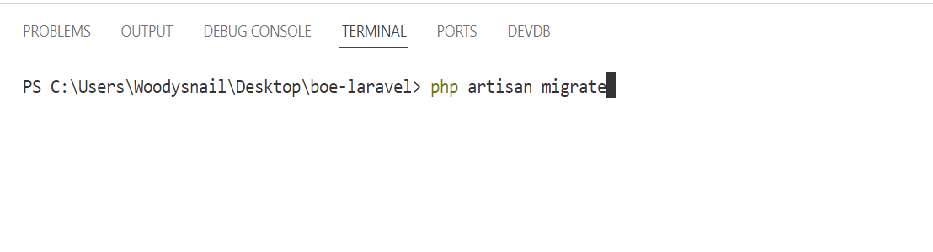 PROBLEMS OUTPUT DEBUG CONSOLE TERMINAL PORTS DEVDB
PS C:\Users\Woodysnail\Desktop\boe-laravel> php artisan migrate